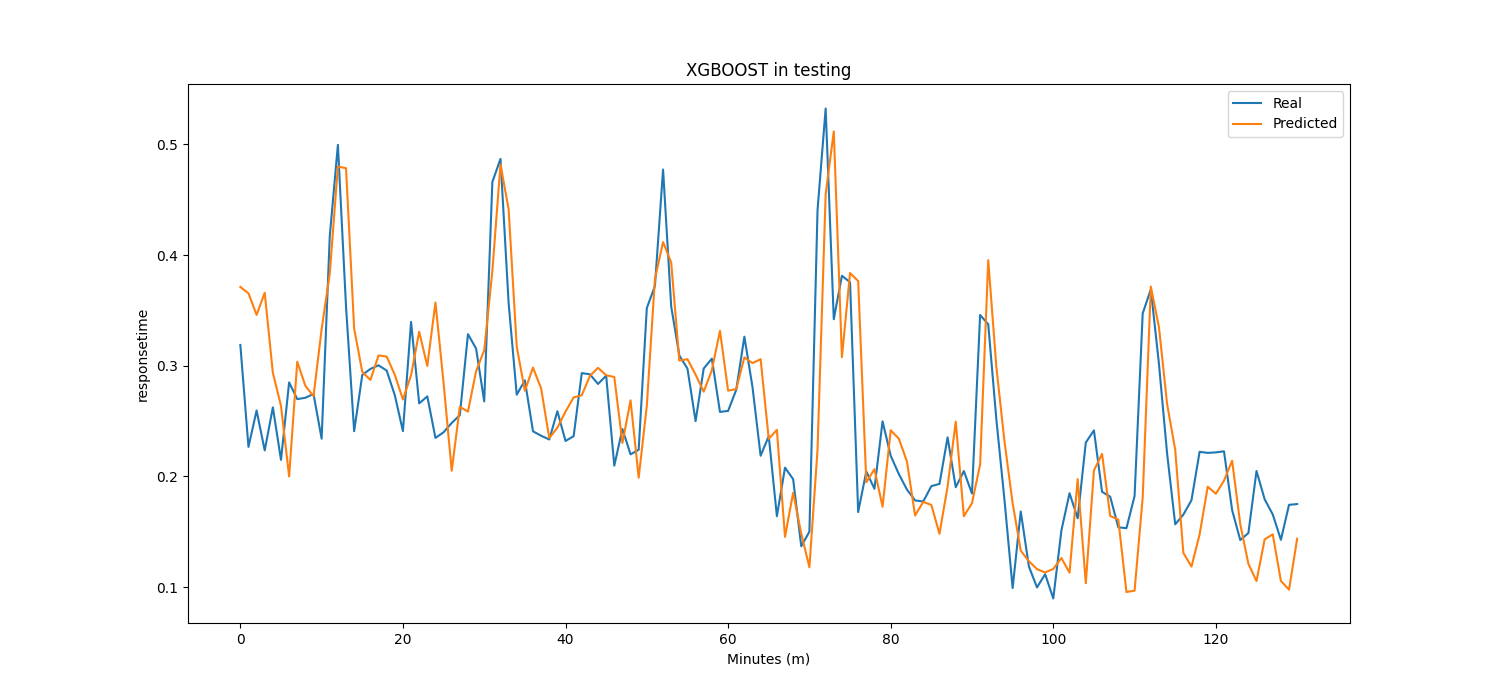 XGBOOST in testing
Real
Predicted
responsetime
0.5
0.4
0.3
0.2
0.1
0 20 40 60 80 100 120
Minutes (m)